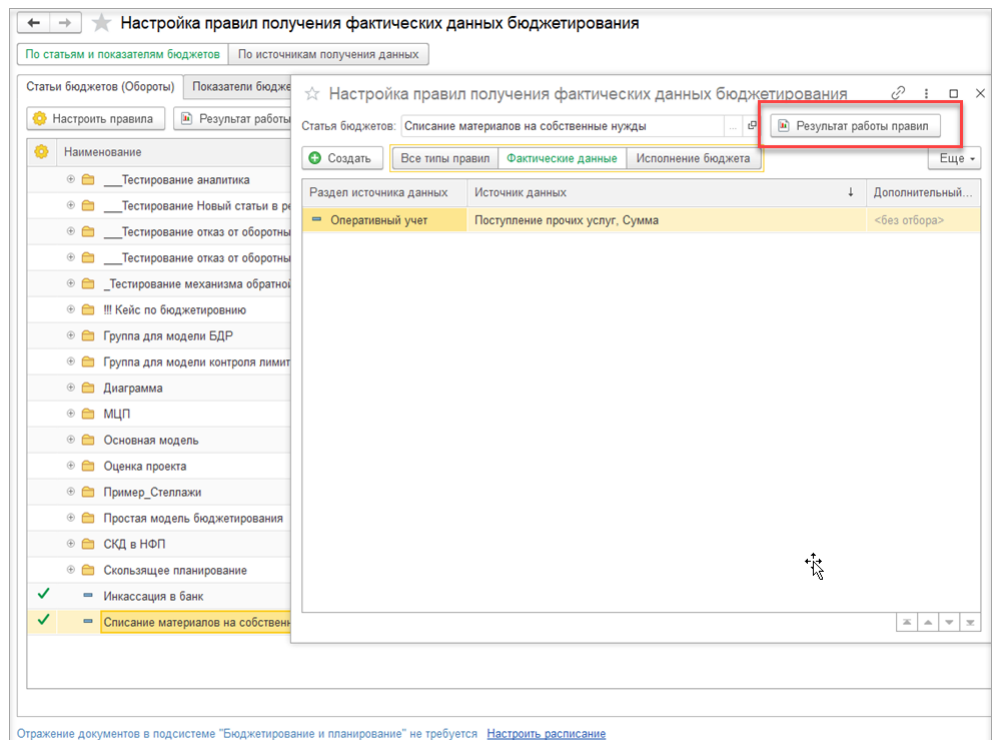 Настройка правил получения фактических данных бюджетирования
По статьям и показателям бюджетов По источникам получения данных
Статьи бюджетов (Обороты) Показатели бюдже
Настройка правил получения фактических данных бюджетирования
Настроить правила Результат работы
Статья бюджетов: Списание материалов на собственные нужды ... Результат работы правил
Наименование
Создать Все типы правил Фактические данные Исполнение бюджета Еще
Раздел источника данных Источник данных ↓ Дополнительный...
Оперативный учет Поступление прочих услуг, Сумма <без отбора>
___Тестирование аналитика
___Тестирование Новый статьи в ре
___Тестирование отказ от оборотны
___Тестирование отказ от оборотны
_Тестирование механизма обратной
!!! Кейс по бюджетировнию
Группа для модели БДР
Группа для модели контроля лимит
Диаграмма
МЦП
Основная модель
Оценка проекта
Пример_Стеллажи
Простая модель бюджетирования
СКД в НФП
Скользящее планирование
Инкассация в банк
Списание материалов на собственн
Отражение документов в подсистеме "Бюджетирование и планирование" не требуется Настроить расписание